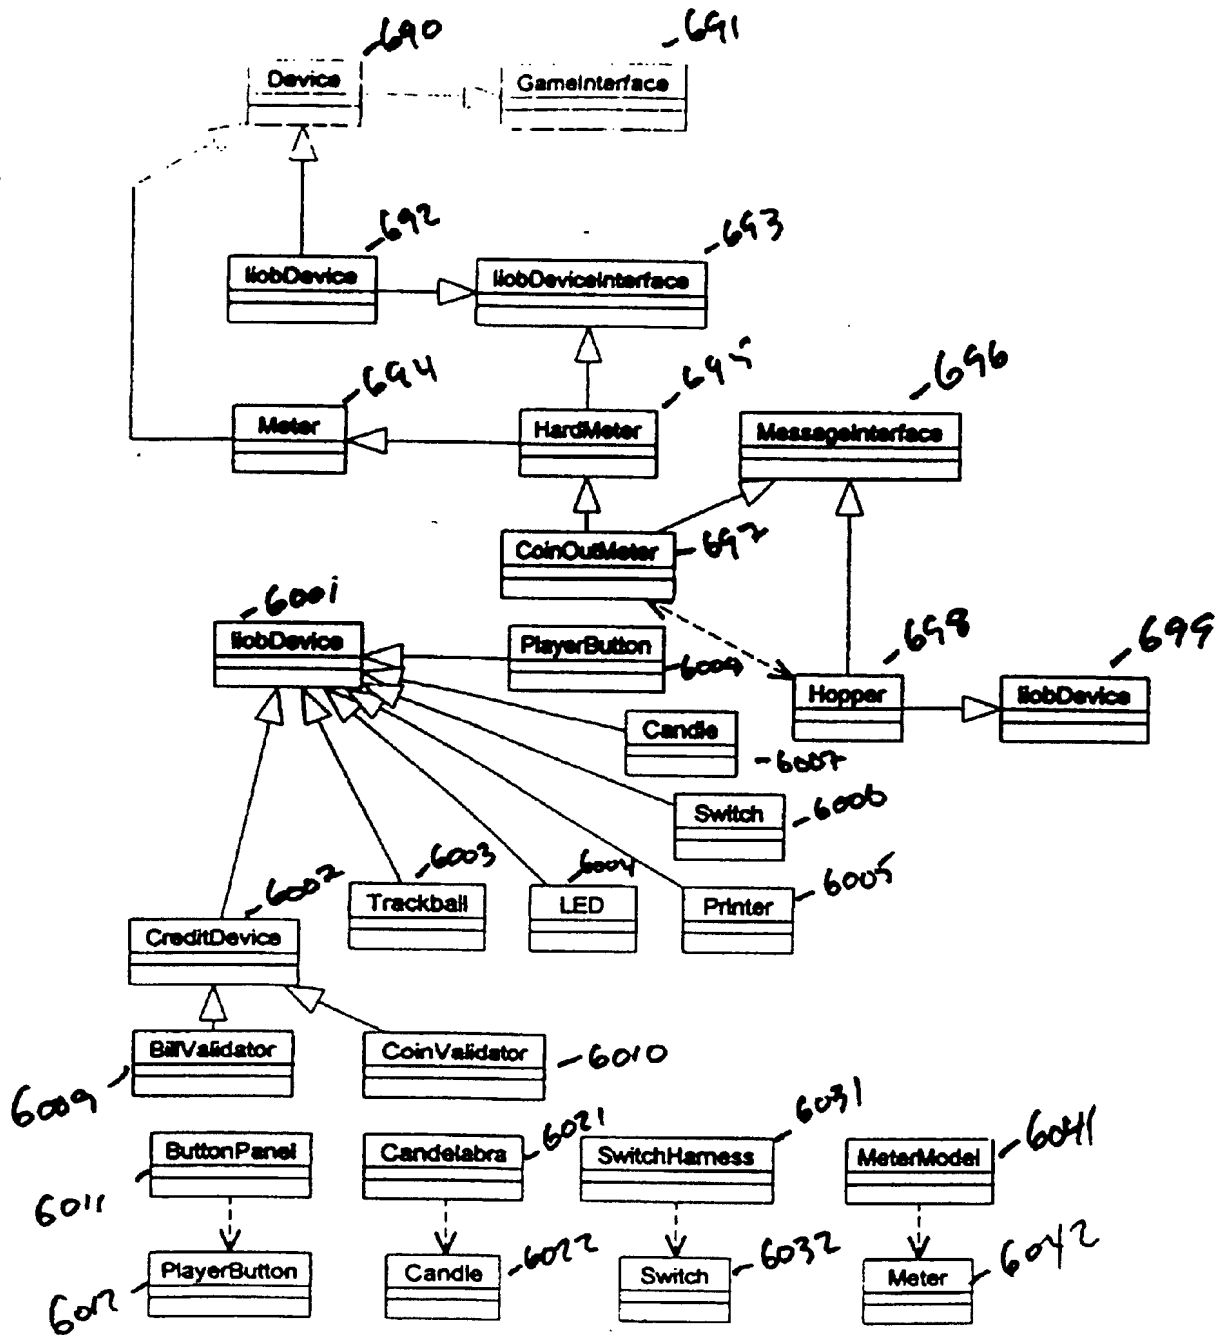 690
691
Device
GameInterface
692
693
IiobDevice
IiobDeviceInterface
694
695
696
Meter
HardMeter
MessageInterface
CoinOutMeter
697
6001
698
699
IiobDevice
PlayerButton
Hopper
IiobDevice
Candle
6007
Switch
6006
6002
6003
6004
6005
Trackball
LED
Printer
CreditDevice
BillValidator
CoinValidator
6010
6009
6021
6031
6041
ButtonPanel
Candelabra
SwitchHarness
MeterModel
6011
6022
6032
6042
PlayerButton
Candle
Switch
Meter
6012